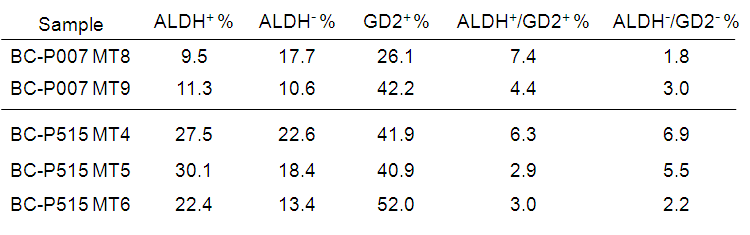 Sample ALDH⁺ % ALDH⁻ % GD2⁺ % ALDH⁺/GD2⁺ % ALDH⁻/GD2⁻ %
BC-P007 MT8 9.5 17.7 26.1 7.4 1.8
BC-P007 MT9 11.3 10.6 42.2 4.4 3.0
BC-P515 MT4 27.5 22.6 41.9 6.3 6.9
BC-P515 MT5 30.1 18.4 40.9 2.9 5.5
BC-P515 MT6 22.4 13.4 52.0 3.0 2.2